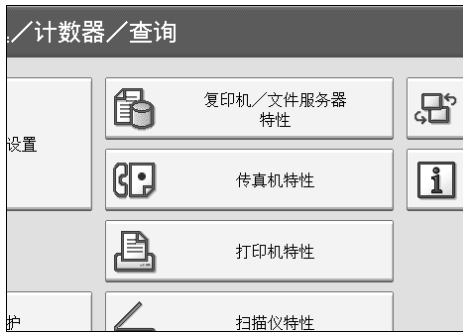 ／计数器／查询
复印机／文件服务器
特性
设置
传真机特性
打印机特性
护
扫描仪特性